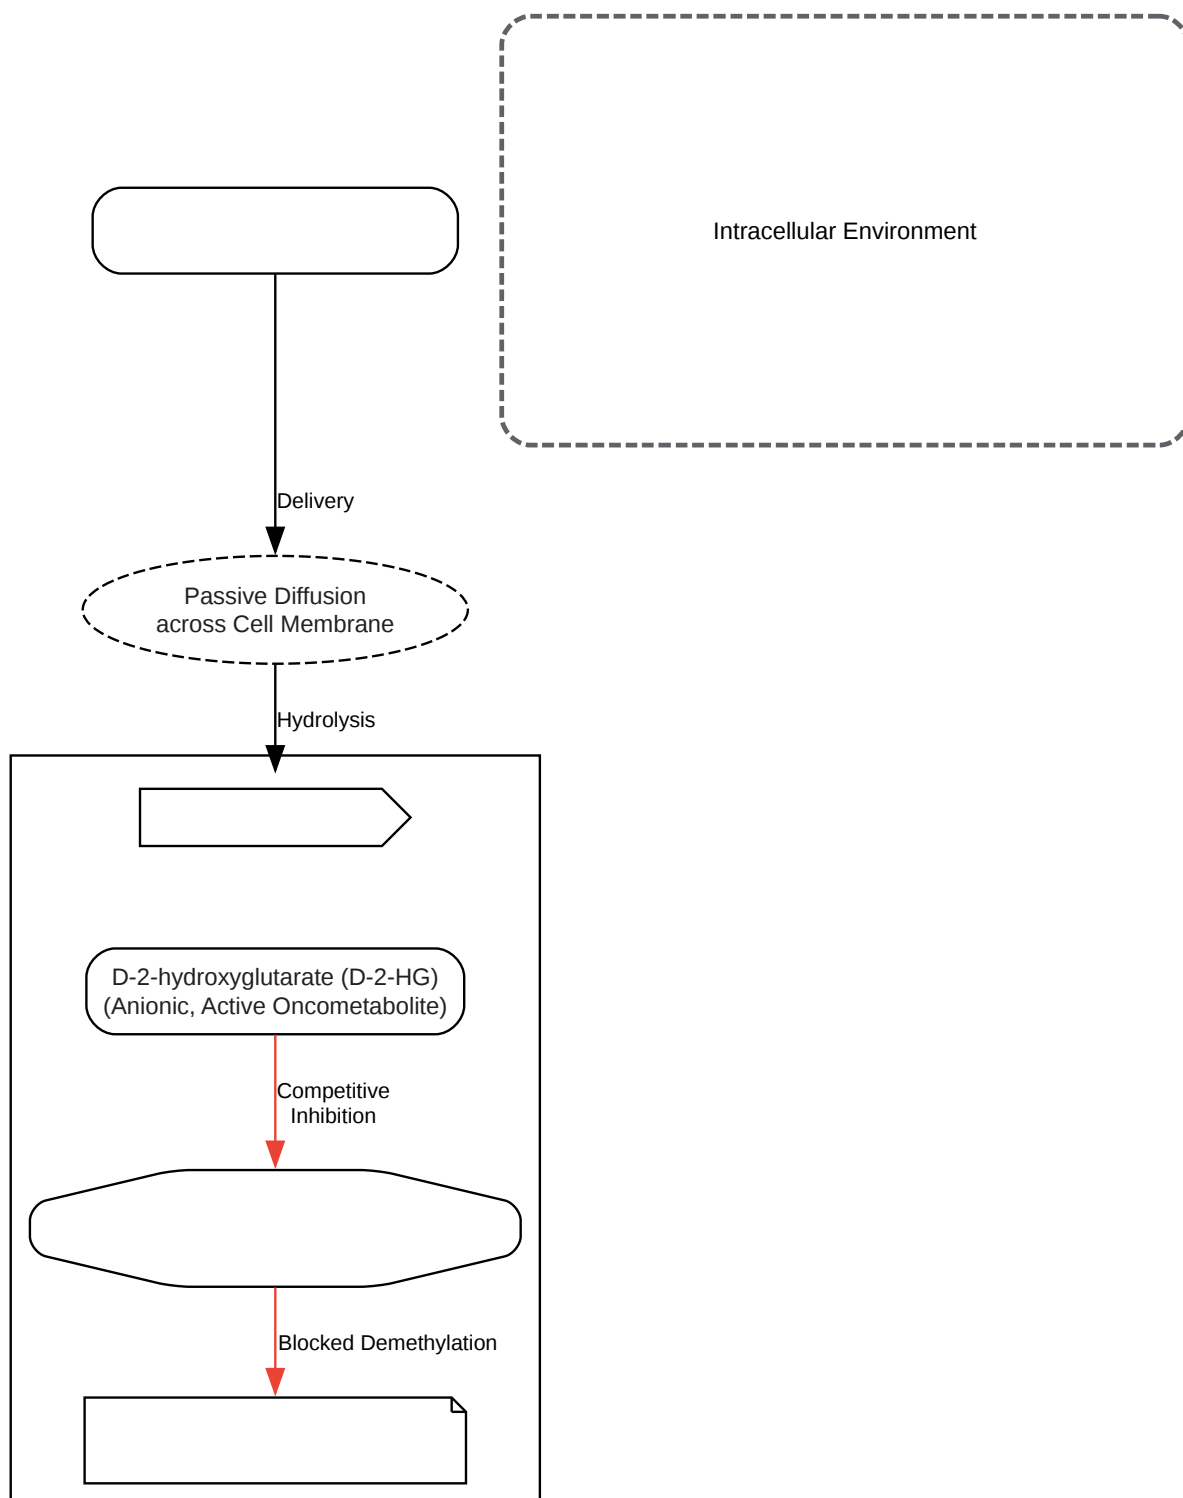 Intracellular Environment
Delivery
Passive Diffusion
across Cell Membrane
Hydrolysis
D-2-hydroxyglutarate (D-2-HG)
(Anionic, Active Oncometabolite)
Competitive
Inhibition
Blocked Demethylation